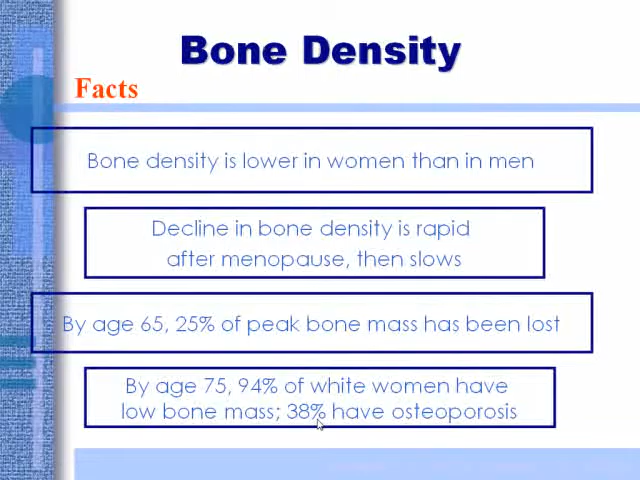 Bone Density
Facts
Bone density is lower in women than in men
Decline in bone density is rapid
after menopause, then slows
By age 65, 25% of peak bone mass has been lost
By age 75, 94% of white women have
low bone mass; 38% have osteoporosis